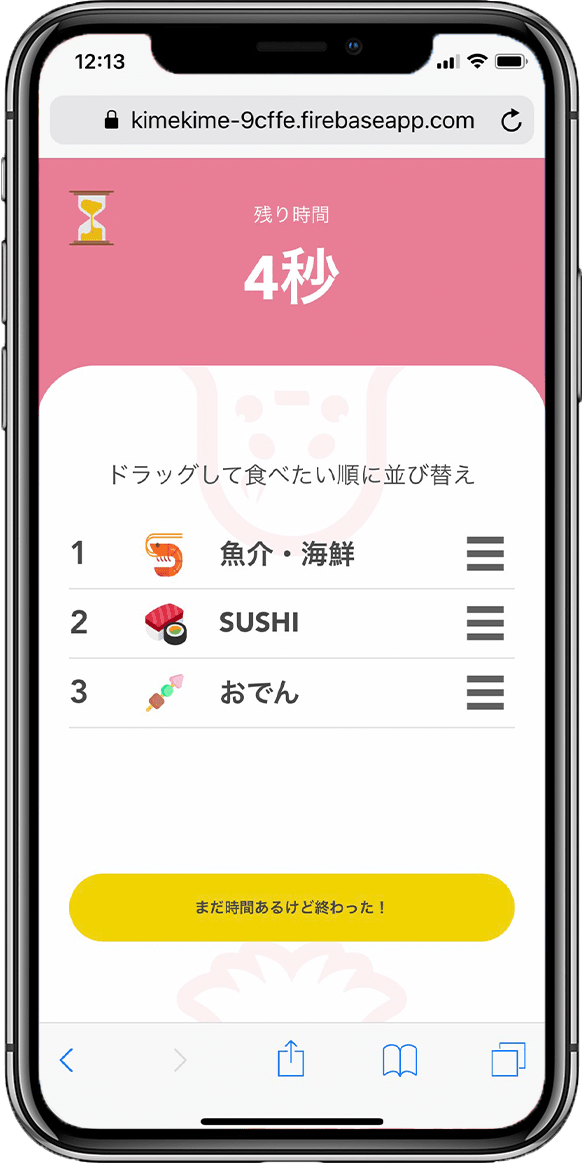 12:13
kimekime-9cffe.firebaseapp.com
残り時間
4秒
ドラッグして食べたい順に並び替え
1 魚介・海鮮
2 SUSHI
3 おでん
まだ時間あるけど終わった！